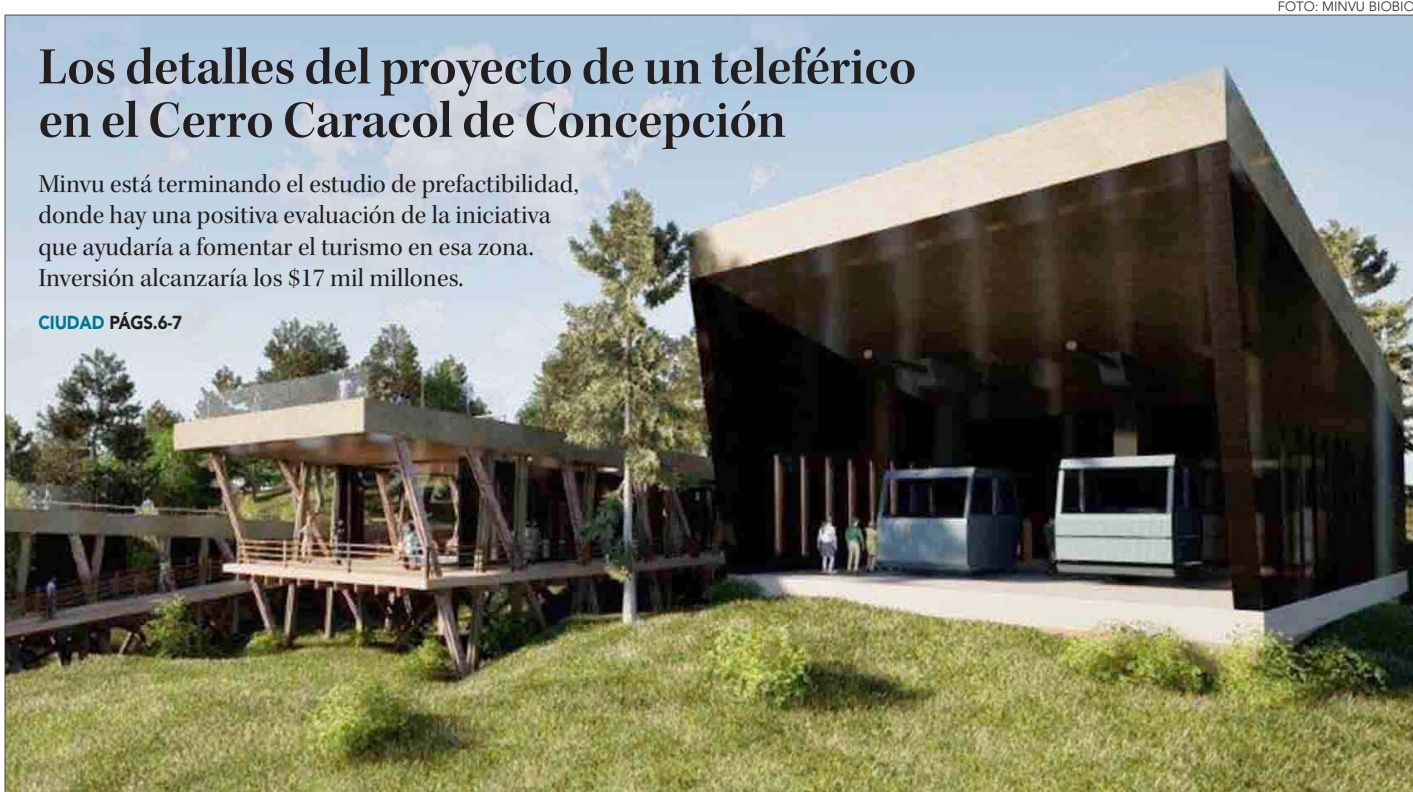 FOTO: MINVU BIOBIO
Los detalles del proyecto de un teleférico
en el Cerro Caracol de Concepción
Minvu está terminando el estudio de prefactibilidad,
donde hay una positiva evaluación de la iniciativa
que ayudaría a fomentar el turismo en esa zona.
Inversión alcanzaría los $17 mil millones.
CIUDAD PÁGS.6-7